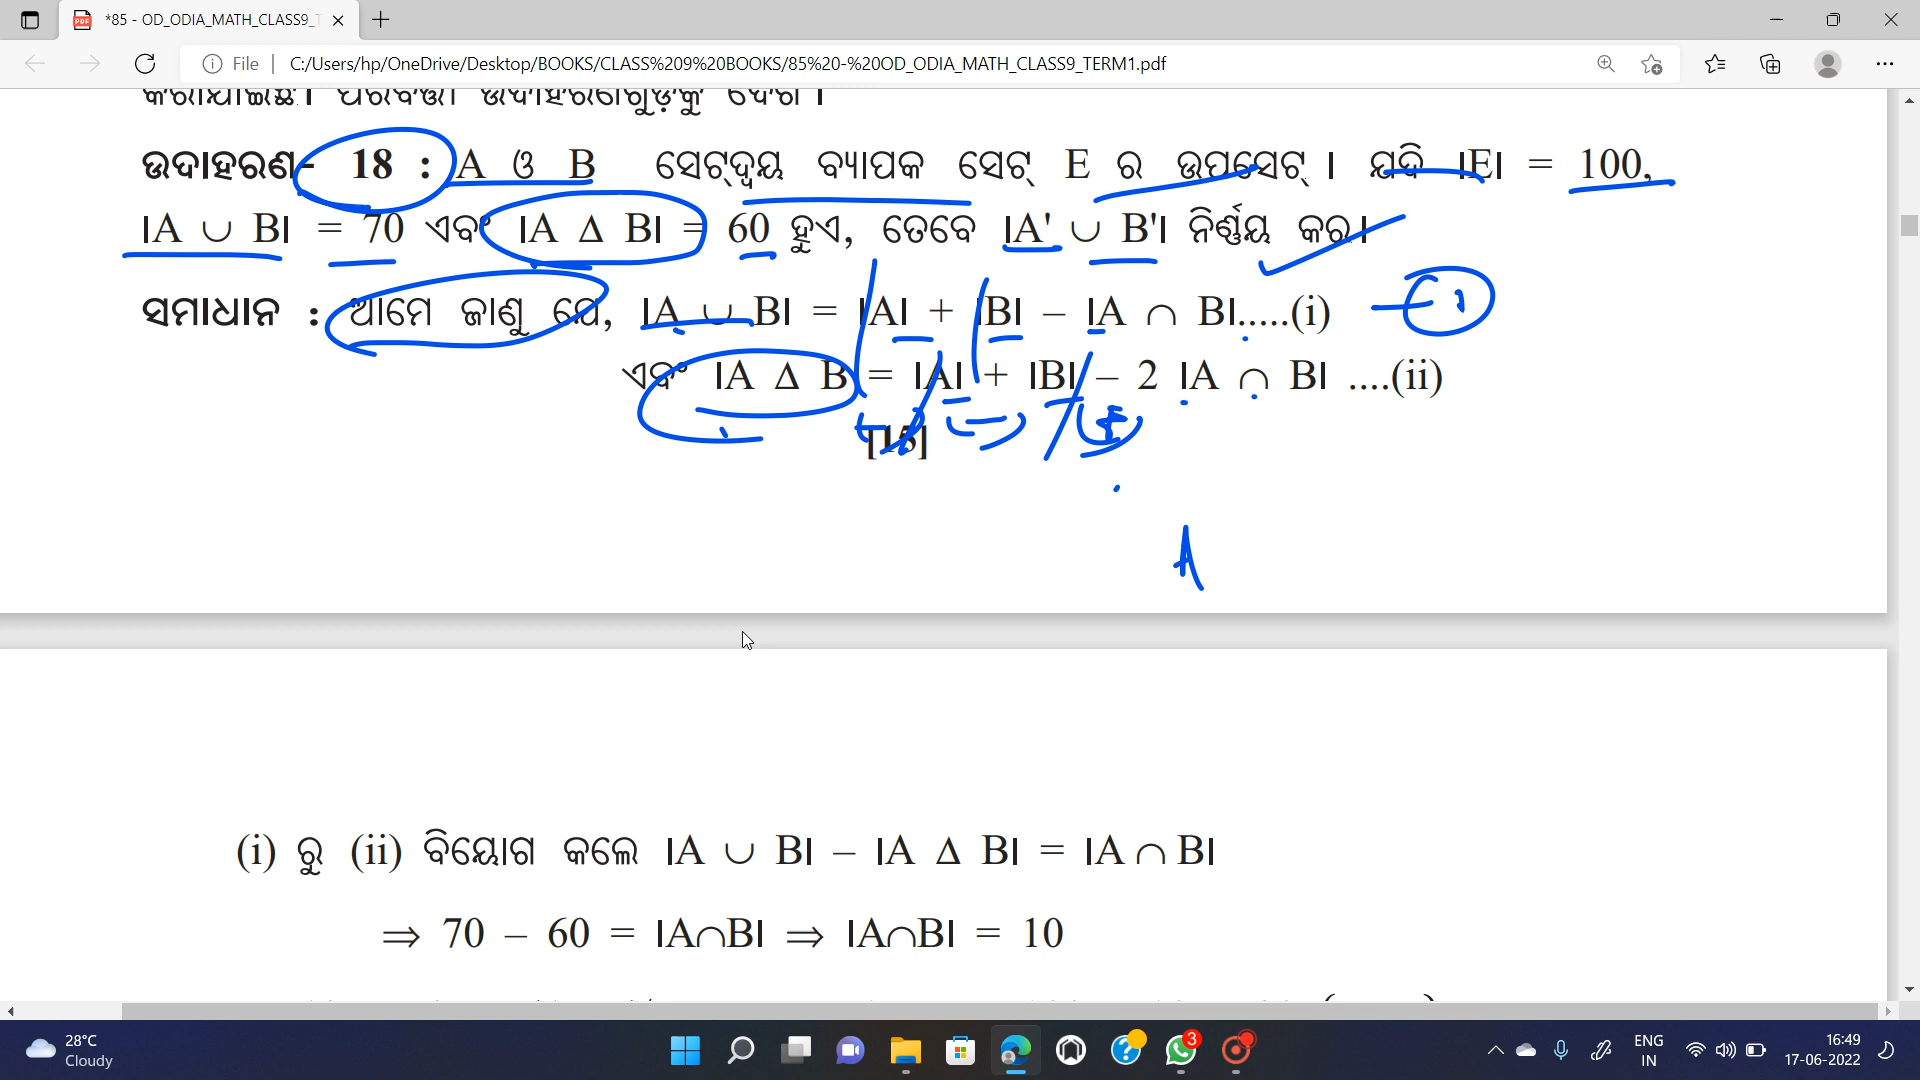 *85 - OD_ODIA_MATH_CLASS9_T
File | C:/Users/hp/OneDrive/Desktop/BOOKS/CLASS%209%20BOOKS/85%20-%20OD_ODIA_MATH_CLASS9_TERM1.pdf
ଉଦାହରଣ- 18 : A ଓ B ସେଟ୍‌ଦ୍ୱୟ ବ୍ୟାପକ ସେଟ୍ E ର ଉପସେଟ୍ । ଯଦି |E| = 100,
|A ∪ B| = 70 ଏବଂ |A Δ B| = 60 ହୁଏ, ତେବେ |A' ∪ B'| ନିର୍ଣ୍ଣୟ କର।
ସମାଧାନ : ଆମେ ଜାଣୁ ଯେ, |A ∪ B| = |A| + |B| – |A ∩ B|.....(i)
ଏବଂ |A Δ B| = |A| + |B| – 2 |A ∩ B| ....(ii)
[15]
(i) ରୁ (ii) ବିୟୋଗ କଲେ |A ∪ B| – |A Δ B| = |A ∩ B|
⇒ 70 – 60 = |A∩B| ⇒ |A∩B| = 10
28°C
Cloudy
3
ENG
IN
16:49
17-06-2022